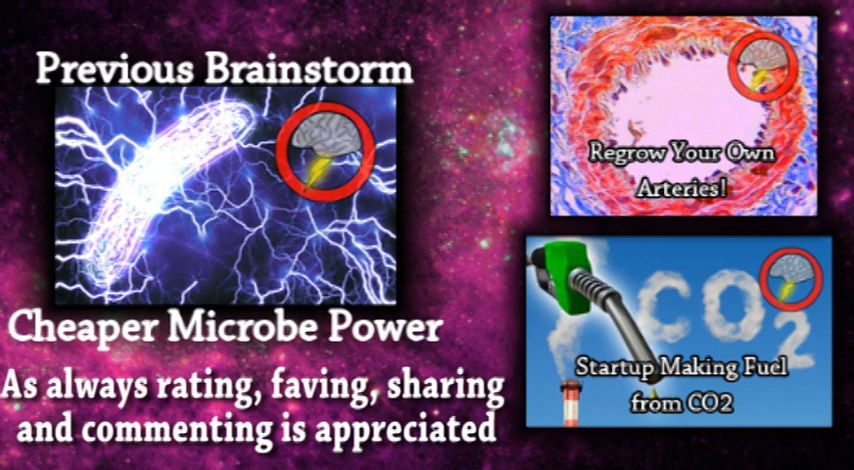 Previous Brainstorm
Cheaper Microbe Power
As always rating, faving, sharing
and commenting is appreciated
Regrow Your Own
Arteries!
CO2
Startup Making Fuel
from CO2